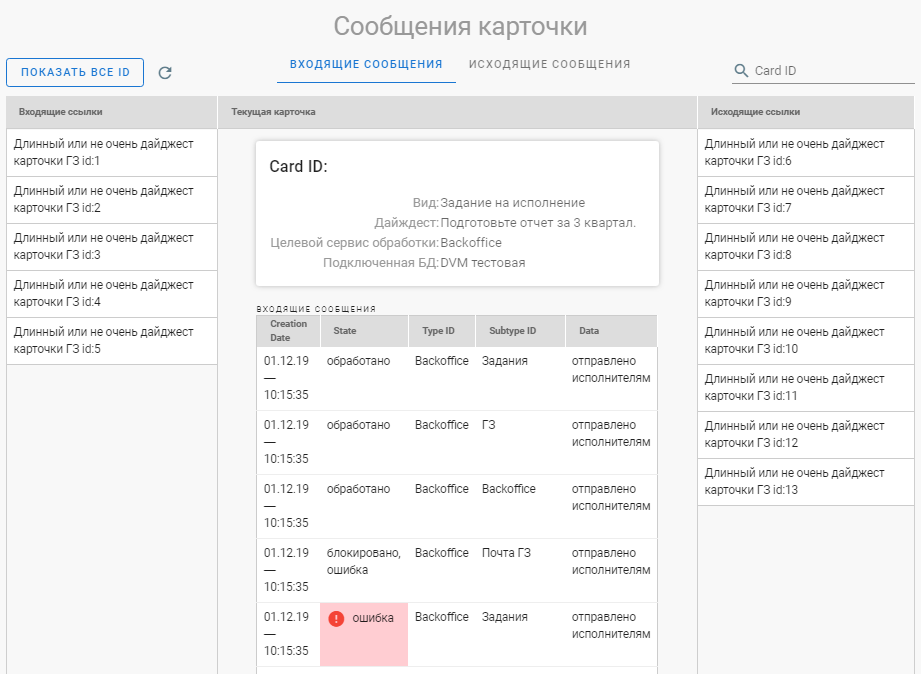 Сообщения карточки
ПОКАЗАТЬ ВСЕ ID
ВХОДЯЩИЕ СООБЩЕНИЯ
ИСХОДЯЩИЕ СООБЩЕНИЯ
Card ID
Входящие ссылки
Длинный или не очень дайджест
карточки ГЗ id:1
Длинный или не очень дайджест
карточки ГЗ id:2
Длинный или не очень дайджест
карточки ГЗ id:3
Длинный или не очень дайджест
карточки ГЗ id:4
Длинный или не очень дайджест
карточки ГЗ id:5
Текущая карточка
Card ID:
Вид: Задание на исполнение
Дайждест: Подготовьте отчет за 3 квартал.
Целевой сервис обработки: Backoffice
Подключенная БД: DVM тестовая
ВХОДЯЩИЕ СООБЩЕНИЯ
Creation
Date
State
Type ID
Subtype ID
Data
01.12.19
—
10:15:35
обработано
Backoffice
Задания
отправлено
исполнителям
01.12.19
—
10:15:35
обработано
Backoffice
ГЗ
отправлено
исполнителям
01.12.19
—
10:15:35
обработано
Backoffice
Backoffice
отправлено
исполнителям
01.12.19
—
10:15:35
блокировано,
ошибка
Backoffice
Почта ГЗ
отправлено
исполнителям
01.12.19
—
10:15:35
ошибка
Backoffice
Задания
отправлено
исполнителям
Исходящие ссылки
Длинный или не очень дайджест
карточки ГЗ id:6
Длинный или не очень дайджест
карточки ГЗ id:7
Длинный или не очень дайджест
карточки ГЗ id:8
Длинный или не очень дайджест
карточки ГЗ id:9
Длинный или не очень дайджест
карточки ГЗ id:10
Длинный или не очень дайджест
карточки ГЗ id:11
Длинный или не очень дайджест
карточки ГЗ id:12
Длинный или не очень дайджест
карточки ГЗ id:13